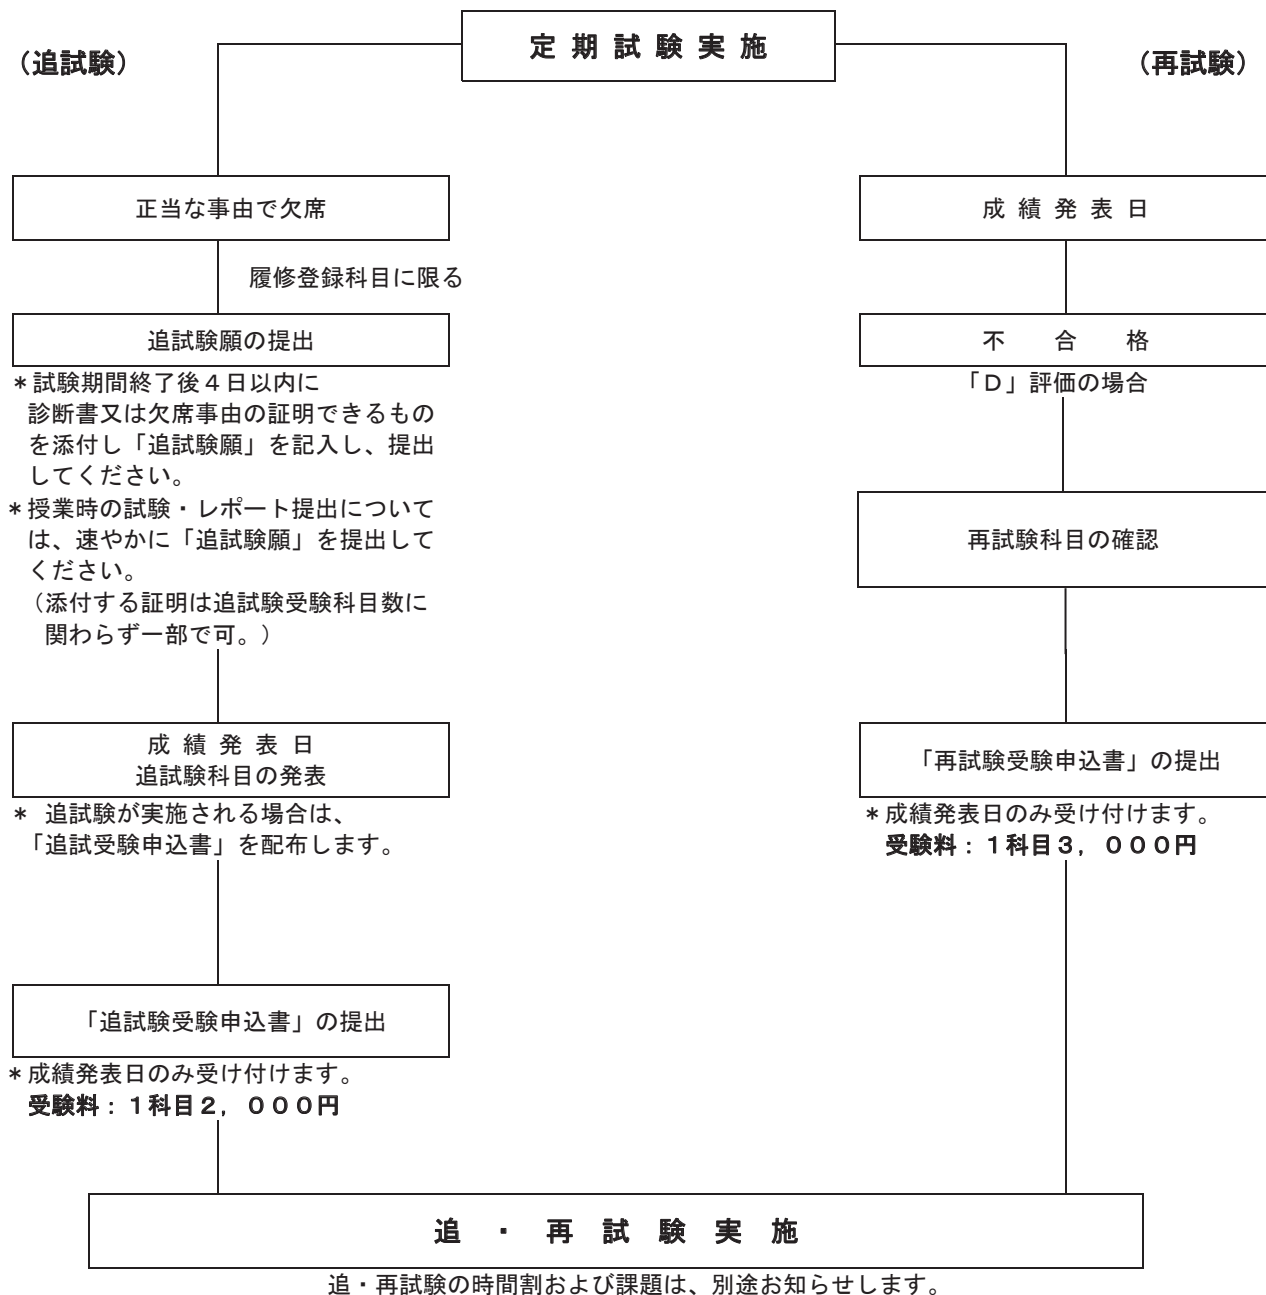 定期試験実施
（追試験）
（再試験）
正当な事由で欠席
履修登録科目に限る
追試験願の提出
＊試験期間終了後４日以内に
診断書又は欠席事由の証明できるもの
を添付し「追試験願」を記入し、提出
してください。
＊授業時の試験・レポート提出について
は、速やかに「追試験願」を提出して
ください。
（添付する証明は追試験受験科目数に
関わらず一部で可。）
成績発表日
追試験科目の発表
＊ 追試験が実施される場合は、
「追試受験申込書」を配布します。
「追試験受験申込書」の提出
＊成績発表日のみ受け付けます。
受験料：１科目２，０００円
成績発表日
不合格
「Ｄ」評価の場合
再試験科目の確認
「再試験受験申込書」の提出
＊成績発表日のみ受け付けます。
受験料：１科目３，０００円
追・再試験実施
追・再試験の時間割および課題は、別途お知らせします。